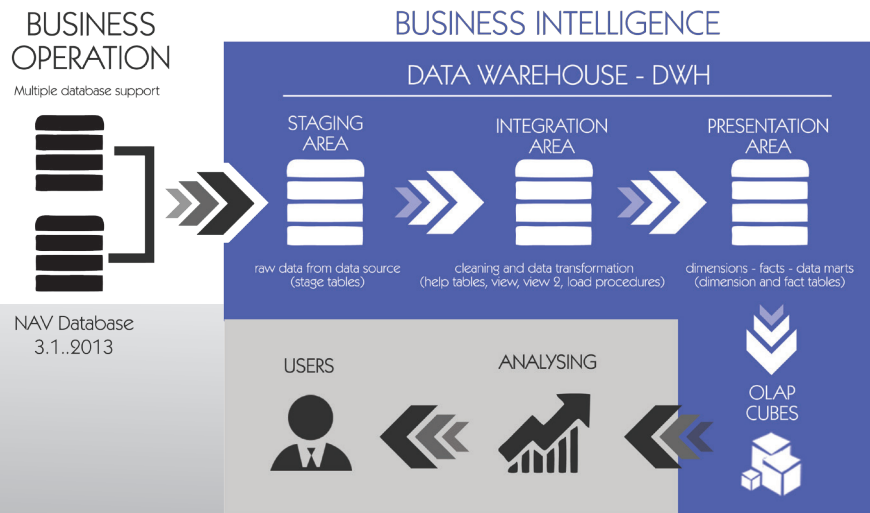 BUSINESS
OPERATION
Multiple database support
NAV Database
3.1..2013
BUSINESS INTELLIGENCE
DATA WAREHOUSE - DWH
STAGING
AREA
raw data from data source
(stage tables)
INTEGRATION
AREA
cleaning and data transformation
(help tables, view, view 2, load procedures)
PRESENTATION
AREA
dimensions - facts - data marts
(dimension and fact tables)
OLAP
CUBES
ANALYSING
USERS